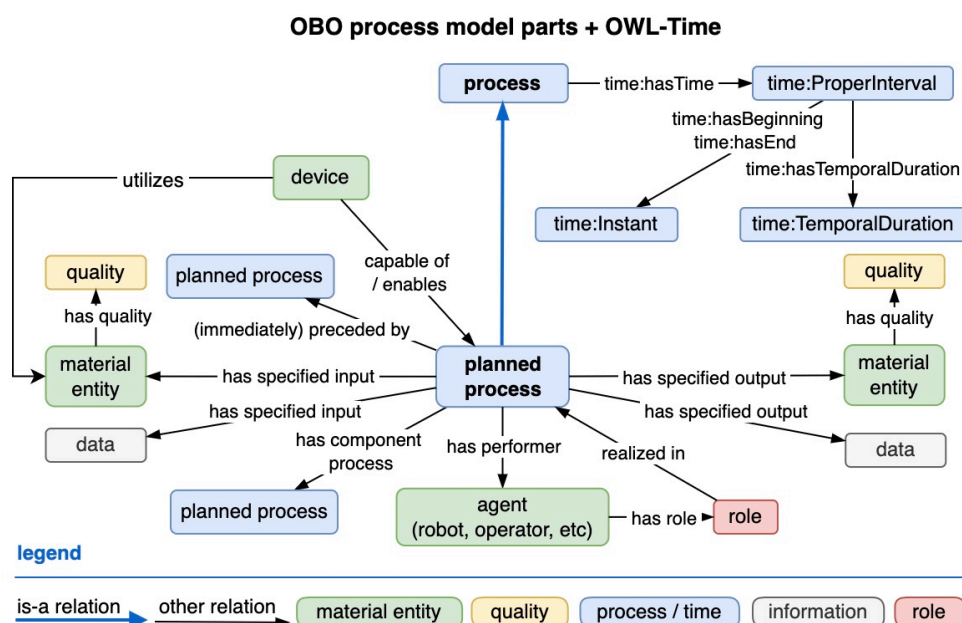 OBO process model parts + OWL-Time
process
time:hasTime
time:ProperInterval
time:hasBeginning
time:hasEnd
time:hasTemporalDuration
utilizes
device
time:Instant
time:TemporalDuration
quality
planned process
capable of
/ enables
quality
has quality
(immediately) preceded by
has quality
material
entity
has specified input
planned
process
has specified output
material
entity
has specified input
has specified output
data
has component
process
has performer
realized in
data
planned process
agent
(robot, operator, etc)
has role
role
legend
is-a relation
other relation
material entity
quality
process / time
information
role